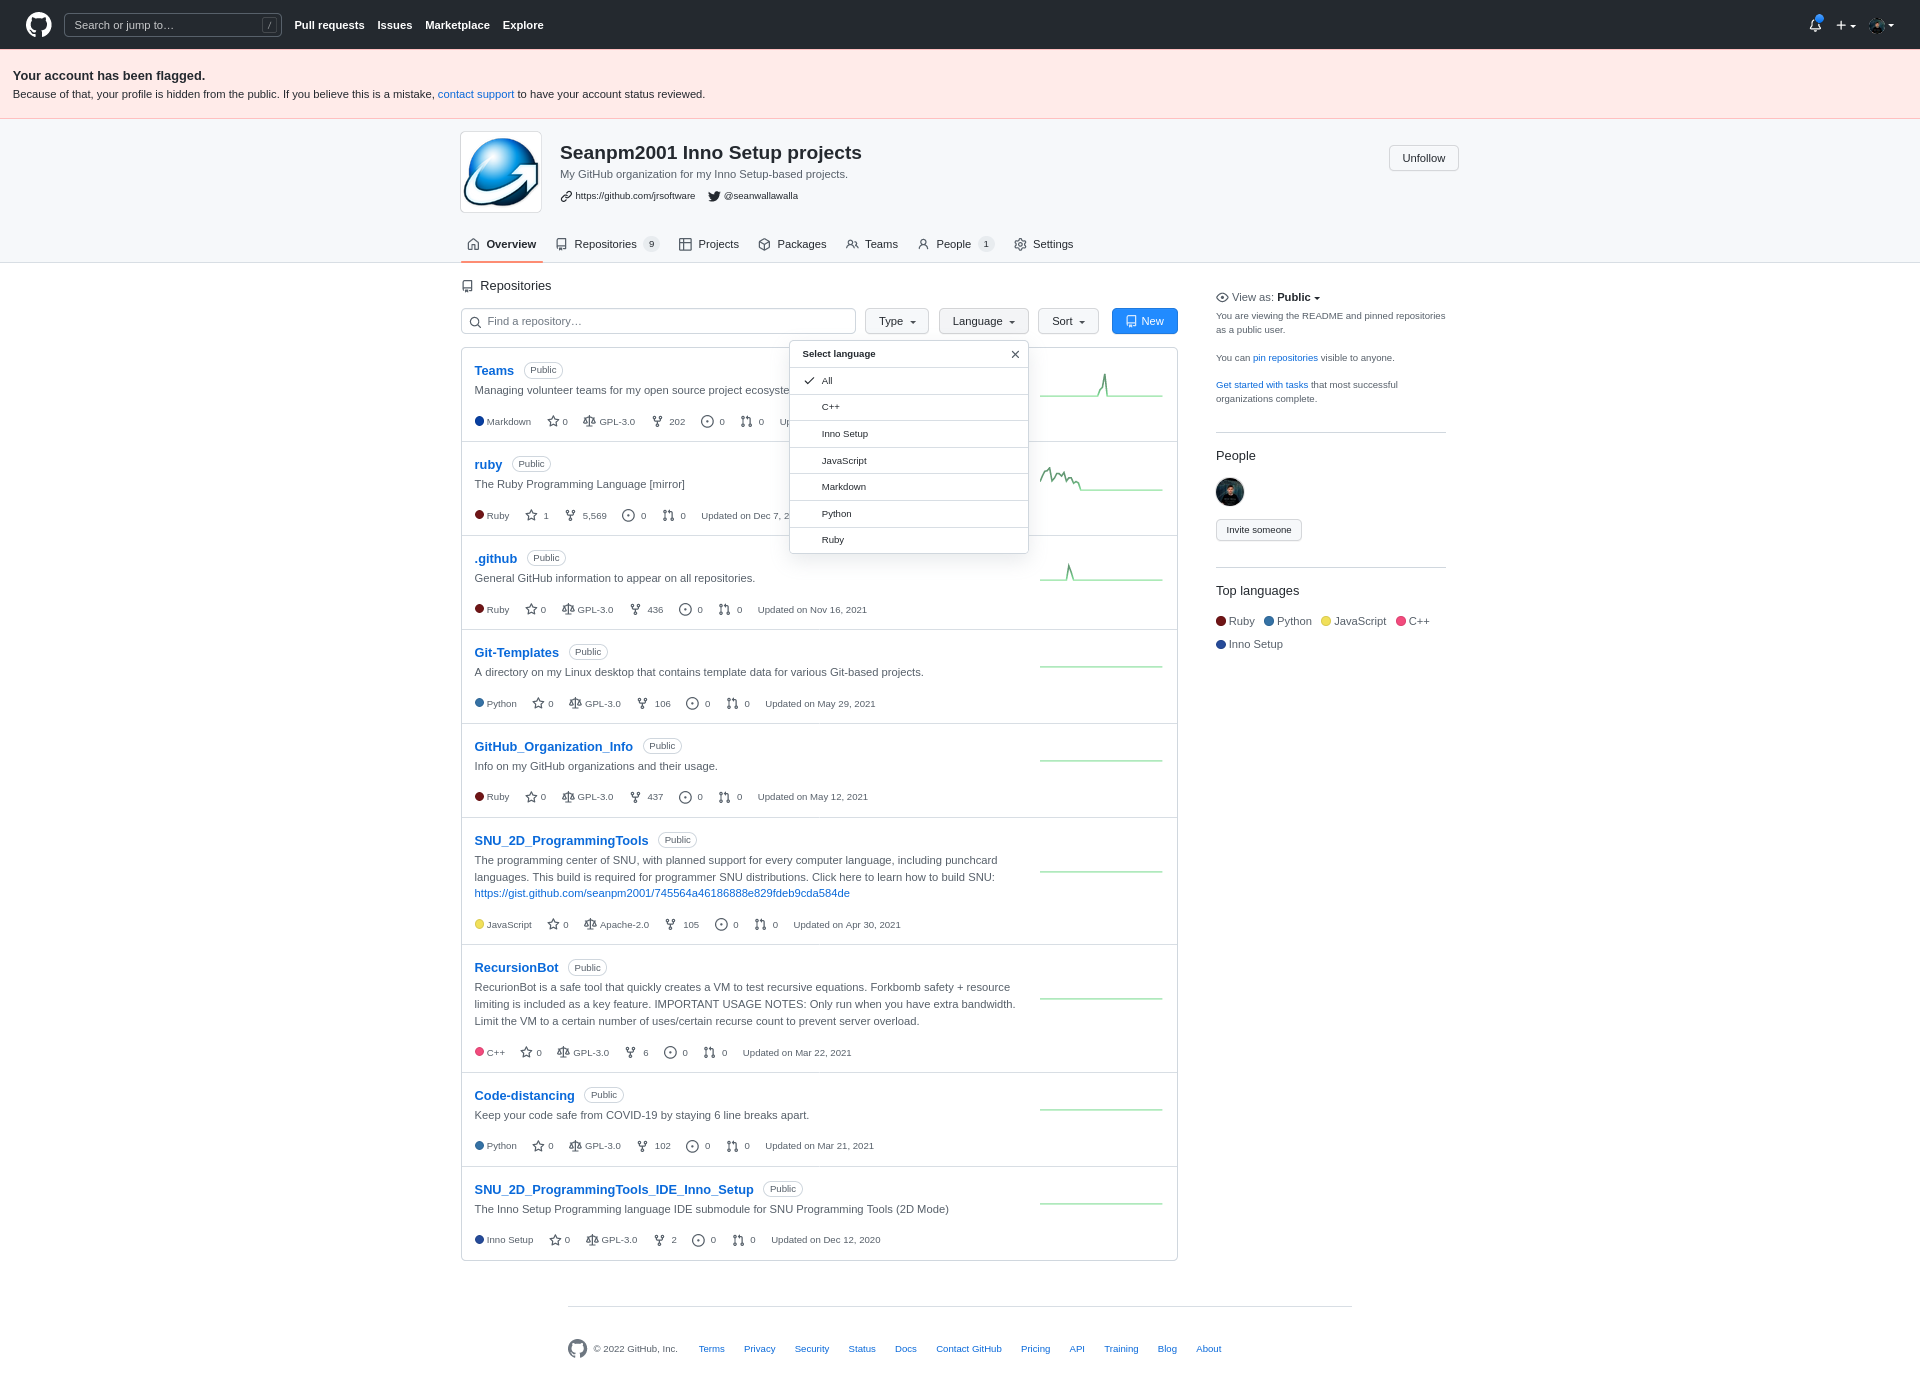 Search or jump to…
/
Pull requests Issues Marketplace Explore
Your account has been flagged.
Because of that, your profile is hidden from the public. If you believe this is a mistake, contact support to have your account status reviewed.
Seanpm2001 Inno Setup projects
My GitHub organization for my Inno Setup-based projects.
https://github.com/jrsoftware @seanwallawalla
Unfollow
Overview Repositories 9 Projects Packages Teams People 1 Settings
Repositories
Find a repository…
Type Language Sort New
Select language
All
C++
Inno Setup
JavaScript
Markdown
Python
Ruby
Teams Public
Managing volunteer teams for my open source project ecosyste
Markdown 0 GPL-3.0 202 0 0 Up
ruby Public
The Ruby Programming Language [mirror]
Ruby 1 5,569 0 0 Updated on Dec 7, 2
.github Public
General GitHub information to appear on all repositories.
Ruby 0 GPL-3.0 436 0 0 Updated on Nov 16, 2021
Git-Templates Public
A directory on my Linux desktop that contains template data for various Git-based projects.
Python 0 GPL-3.0 106 0 0 Updated on May 29, 2021
GitHub_Organization_Info Public
Info on my GitHub organizations and their usage.
Ruby 0 GPL-3.0 437 0 0 Updated on May 12, 2021
SNU_2D_ProgrammingTools Public
The programming center of SNU, with planned support for every computer language, including punchcard
languages. This build is required for programmer SNU distributions. Click here to learn how to build SNU:
https://gist.github.com/seanpm2001/745564a46186888e829fdeb9cda584de
JavaScript 0 Apache-2.0 105 0 0 Updated on Apr 30, 2021
RecursionBot Public
RecurionBot is a safe tool that quickly creates a VM to test recursive equations. Forkbomb safety + resource
limiting is included as a key feature. IMPORTANT USAGE NOTES: Only run when you have extra bandwidth.
Limit the VM to a certain number of uses/certain recurse count to prevent server overload.
C++ 0 GPL-3.0 6 0 0 Updated on Mar 22, 2021
Code-distancing Public
Keep your code safe from COVID-19 by staying 6 line breaks apart.
Python 0 GPL-3.0 102 0 0 Updated on Mar 21, 2021
SNU_2D_ProgrammingTools_IDE_Inno_Setup Public
The Inno Setup Programming language IDE submodule for SNU Programming Tools (2D Mode)
Inno Setup 0 GPL-3.0 2 0 0 Updated on Dec 12, 2020
View as: Public
You are viewing the README and pinned repositories
as a public user.
You can pin repositories visible to anyone.
Get started with tasks that most successful
organizations complete.
People
Invite someone
Top languages
Ruby Python JavaScript C++
Inno Setup
© 2022 GitHub, Inc. Terms Privacy Security Status Docs Contact GitHub Pricing API Training Blog About